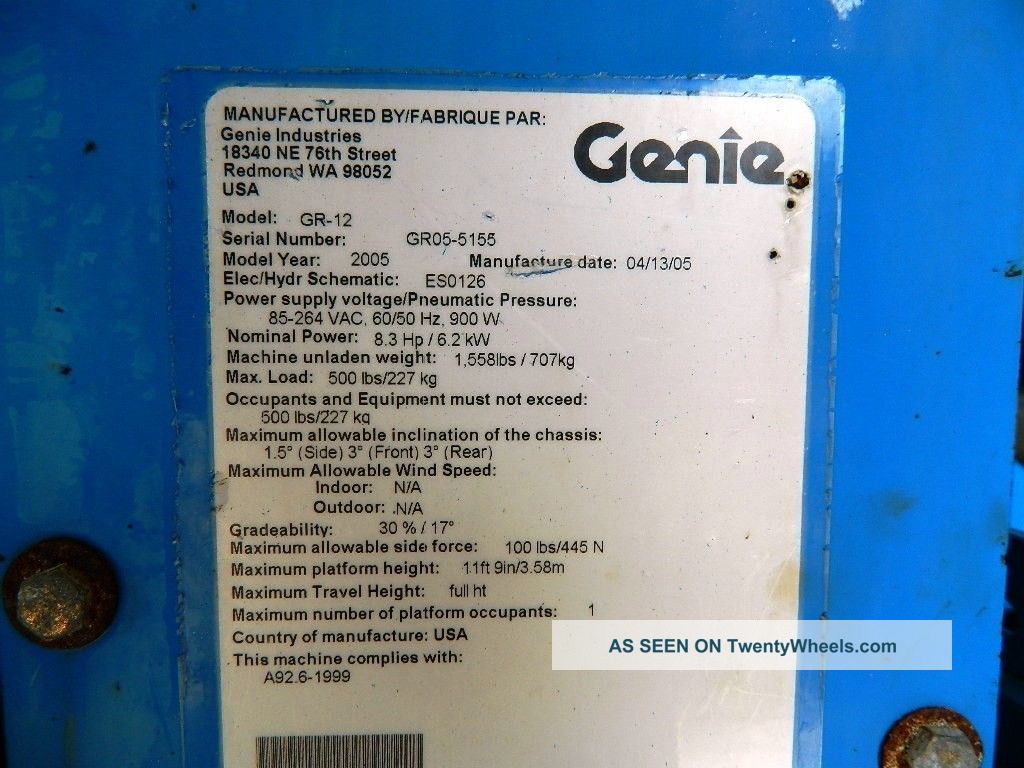 MANUFACTURED BY/FABRIQUE PAR:
Genie Industries
18340 NE 76th Street
Redmond WA 98052
USA
Genie
Model: GR-12
Serial Number: GR05-5155
Model Year: 2005 Manufacture date: 04/13/05
Elec/Hydr Schematic: ES0126
Power supply voltage/Pneumatic Pressure:
85-264 VAC, 60/50 Hz, 900 W
Nominal Power: 8.3 Hp / 6.2 kW
Machine unladen weight: 1,558lbs / 707kg
Max. Load: 500 lbs/227 kg
Occupants and Equipment must not exceed:
500 lbs/227 kg
Maximum allowable inclination of the chassis:
1.5° (Side) 3° (Front) 3° (Rear)
Maximum Allowable Wind Speed:
Indoor: N/A
Outdoor: N/A
Gradeability: 30 % / 17°
Maximum allowable side force: 100 lbs/445 N
Maximum platform height: 11ft 9in/3.58m
Maximum Travel Height: full ht
Maximum number of platform occupants: 1
Country of manufacture: USA
This machine complies with:
A92.6-1999
AS SEEN ON TwentyWheels.com